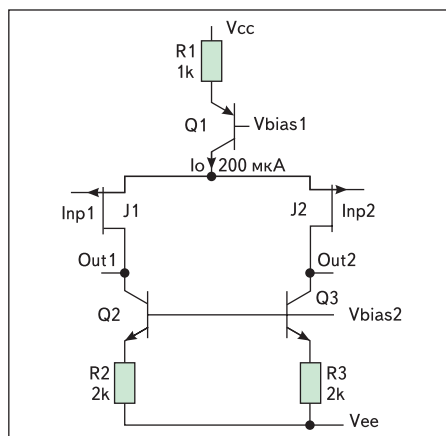 Vcc
R1
1k
Q1
Vbias1
Io
200 мкА
Inp1
J1
J2
Inp2
Out1
Out2
Q2
Q3
Vbias2
R2
2k
R3
2k
Vee